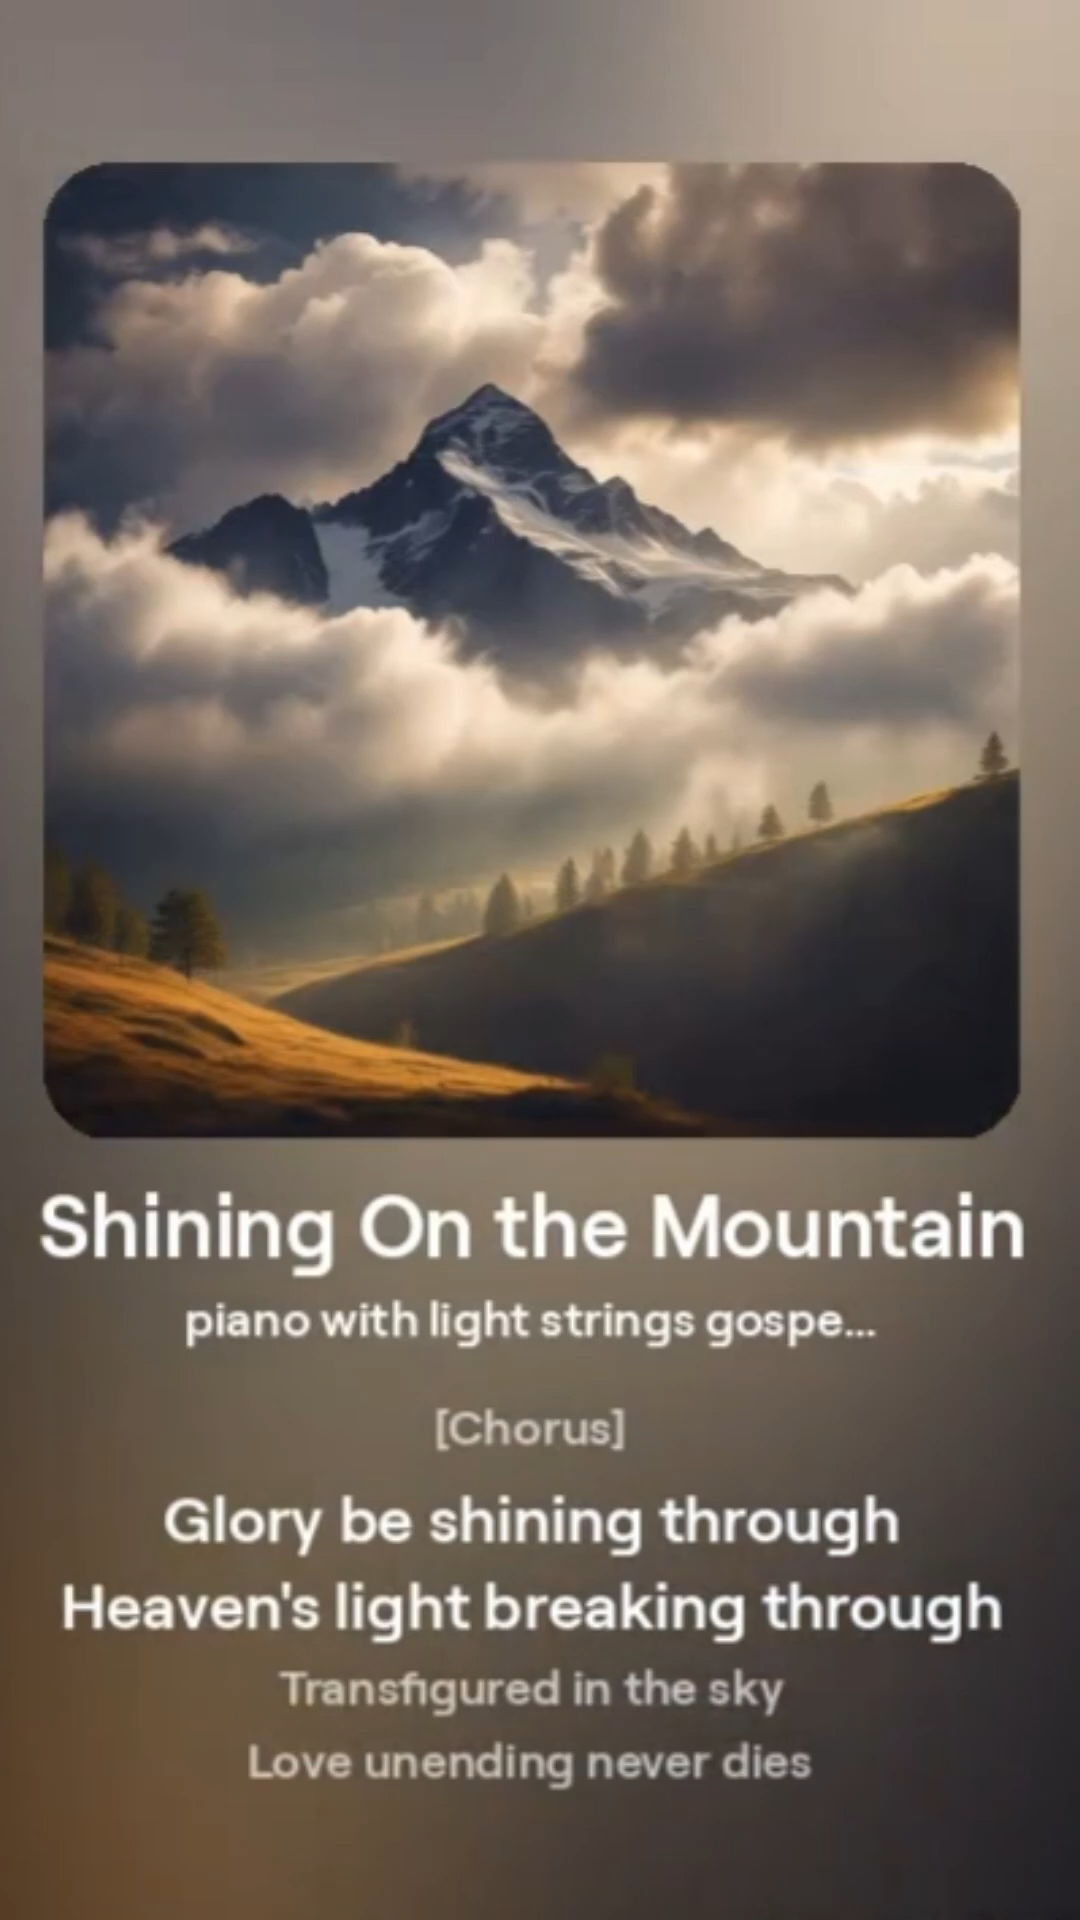 Shining On the Mountain
piano with light strings gospe...
[Chorus]
Glory be shining through
Heaven's light breaking through
Transfigured in the sky
Love unending never dies